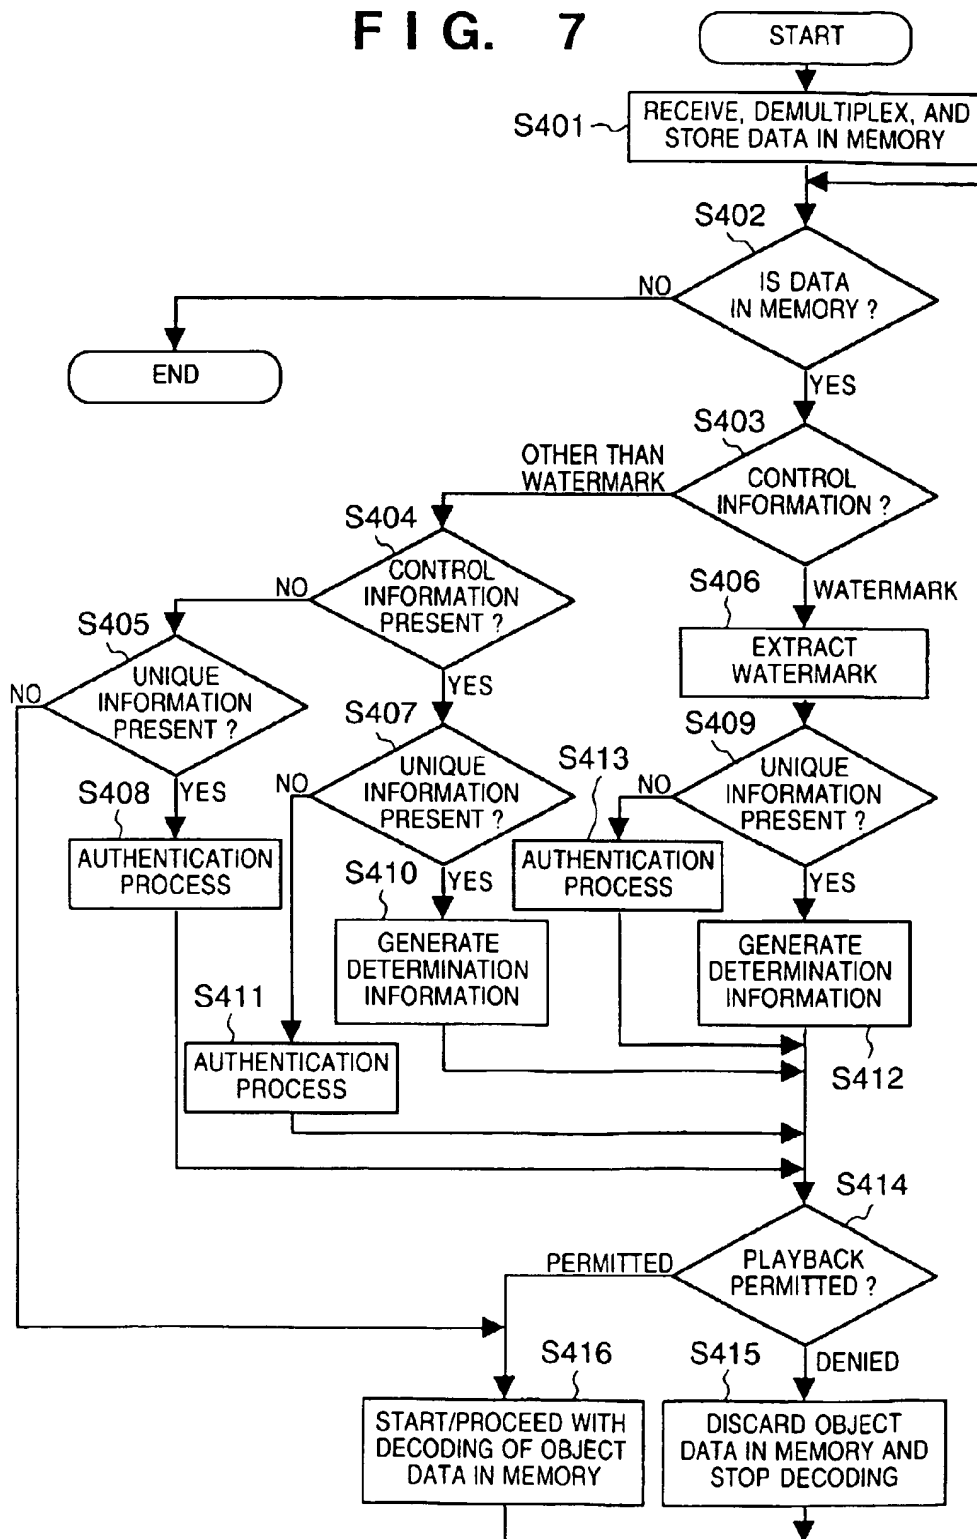 FIG. 7
START
S401
RECEIVE, DEMULTIPLEX, AND
STORE DATA IN MEMORY
S402
IS DATA
IN MEMORY ?
NO
END
YES
S403
OTHER THAN
WATERMARK
CONTROL
INFORMATION ?
S404
CONTROL
INFORMATION
PRESENT ?
NO
S406
WATERMARK
EXTRACT
WATERMARK
S405
UNIQUE
INFORMATION
PRESENT ?
NO
YES
S407
UNIQUE
INFORMATION
PRESENT ?
NO
S409
UNIQUE
INFORMATION
PRESENT ?
NO
S413
AUTHENTICATION
PROCESS
S408
YES
AUTHENTICATION
PROCESS
S410
YES
GENERATE
DETERMINATION
INFORMATION
YES
GENERATE
DETERMINATION
INFORMATION
S412
S411
AUTHENTICATION
PROCESS
S414
PLAYBACK
PERMITTED ?
PERMITTED
DENIED
S416
START/PROCEED WITH
DECODING OF OBJECT
DATA IN MEMORY
S415
DISCARD OBJECT
DATA IN MEMORY AND
STOP DECODING